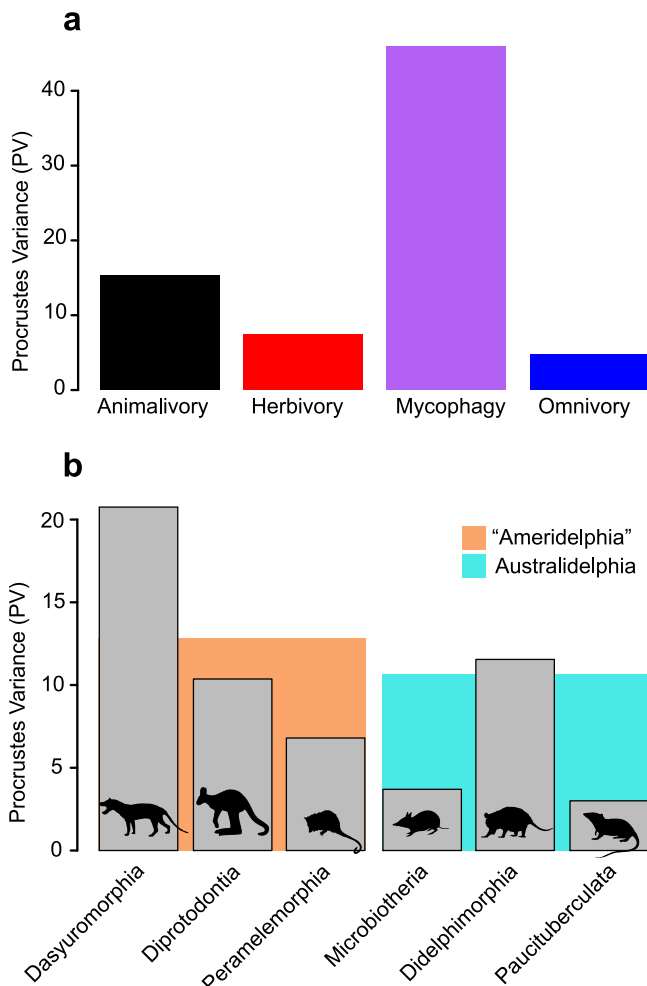 a
Procrustes Variance (PV)
40
30
20
10
0
Animalivory Herbivory Mycophagy Omnivory
b
Procrustes Variance (PV)
20
15
10
5
0
“Ameridelphia”
Australidelphia
Dasyuromorphia
Diprotodontia
Peramelemorphia
Microbiotheria
Didelphimorphia
Paucituberculata